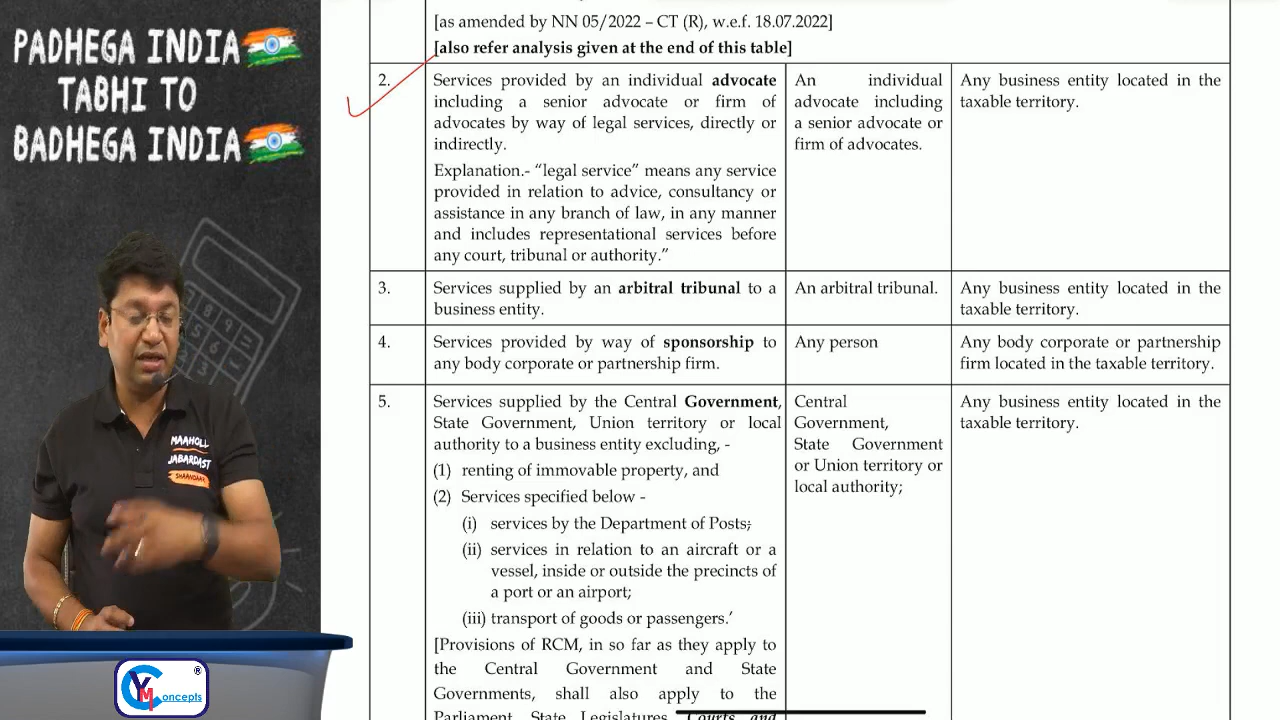 PADHEGA INDIA
TABHI TO
BADHEGA INDIA
MAAHOLL
JABARDAST
SHAANDAAR
CYM Concepts
®
[as amended by NN 05/2022 – CT (R), w.e.f. 18.07.2022]
[also refer analysis given at the end of this table]
2.
Services provided by an individual advocate
including a senior advocate or firm of
advocates by way of legal services, directly or
indirectly.
Explanation.- “legal service” means any service
provided in relation to advice, consultancy or
assistance in any branch of law, in any manner
and includes representational services before
any court, tribunal or authority.”
An individual
advocate including
a senior advocate or
firm of advocates.
Any business entity located in the
taxable territory.
3.
Services supplied by an arbitral tribunal to a
business entity.
An arbitral tribunal.
Any business entity located in the
taxable territory.
4.
Services provided by way of sponsorship to
any body corporate or partnership firm.
Any person
Any body corporate or partnership
firm located in the taxable territory.
5.
Services supplied by the Central Government,
State Government, Union territory or local
authority to a business entity excluding, -
(1) renting of immovable property, and
(2) Services specified below -
(i) services by the Department of Posts;
(ii) services in relation to an aircraft or a
vessel, inside or outside the precincts of
a port or an airport;
(iii) transport of goods or passengers.’
[Provisions of RCM, in so far as they apply to
the Central Government and State
Governments, shall also apply to the
Parliament, State Legislatures, Courts and
Central
Government,
State Government
or Union territory or
local authority;
Any business entity located in the
taxable territory.